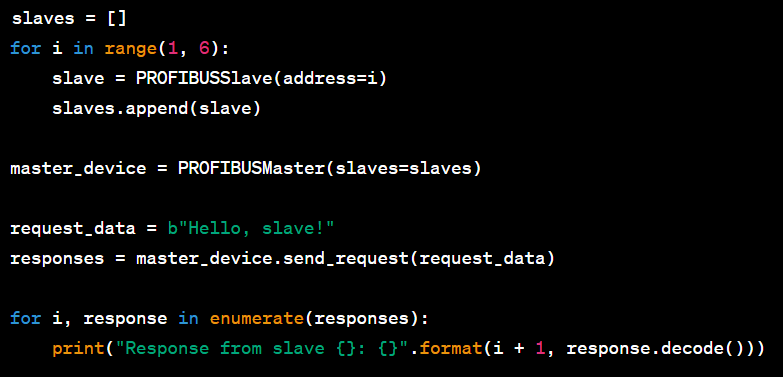 slaves = []
for i in range(1, 6):
    slave = PROFIBUSSlave(address=i)
    slaves.append(slave)

master_device = PROFIBUSMaster(slaves=slaves)

request_data = b"Hello, slave!"
responses = master_device.send_request(request_data)

for i, response in enumerate(responses):
    print("Response from slave {}: {}".format(i + 1, response.decode()))